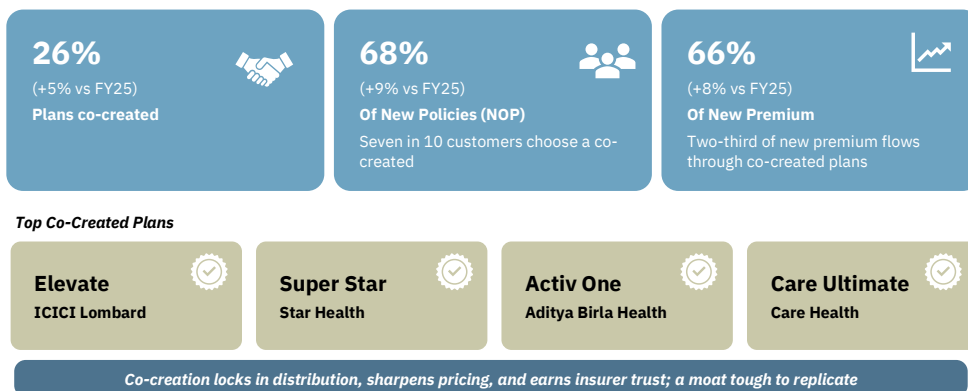 26%
(+5% vs FY25)
Plans co-created
68%
(+9% vs FY25)
Of New Policies (NOP)
Seven in 10 customers choose a co-
created
66%
(+8% vs FY25)
Of New Premium
Two-third of new premium flows
through co-created plans
Top Co-Created Plans
Elevate
ICICI Lombard
Super Star
Star Health
Activ One
Aditya Birla Health
Care Ultimate
Care Health
Co-creation locks in distribution, sharpens pricing, and earns insurer trust; a moat tough to replicate